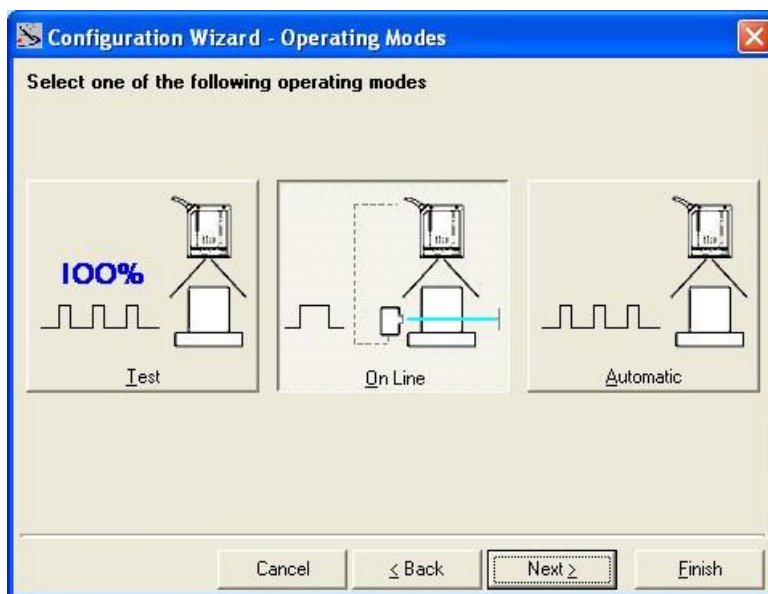 Configuration Wizard - Operating Modes
Select one of the following operating modes
100%
Test
On Line
Automatic
Cancel
< Back
Next >
Finish